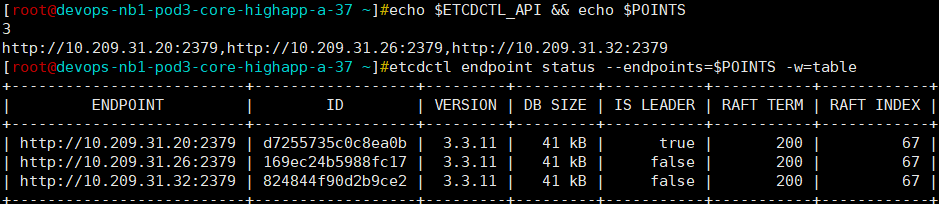 [root@devops-nb1-pod3-core-highapp-a-37 ~]#echo $ETCDCTL_API && echo $POINTS
3
http://10.209.31.20:2379,http://10.209.31.26:2379,http://10.209.31.32:2379
[root@devops-nb1-pod3-core-highapp-a-37 ~]#etcdctl endpoint status --endpoints=$POINTS -w=table
+--------------------------+------------------+---------+---------+-----------+-----------+------------+
|         ENDPOINT         |        ID        | VERSION | DB SIZE | IS LEADER | RAFT TERM | RAFT INDEX |
+--------------------------+------------------+---------+---------+-----------+-----------+------------+
| http://10.209.31.20:2379 | d7255735c0c8ea0b |  3.3.11 |   41 kB |      true |       200 |         67 |
| http://10.209.31.26:2379 | 169ec24b5988fc17 |  3.3.11 |   41 kB |     false |       200 |         67 |
| http://10.209.31.32:2379 | 824844f90d2b9ce2 |  3.3.11 |   41 kB |     false |       200 |         67 |
+--------------------------+------------------+---------+---------+-----------+-----------+------------+